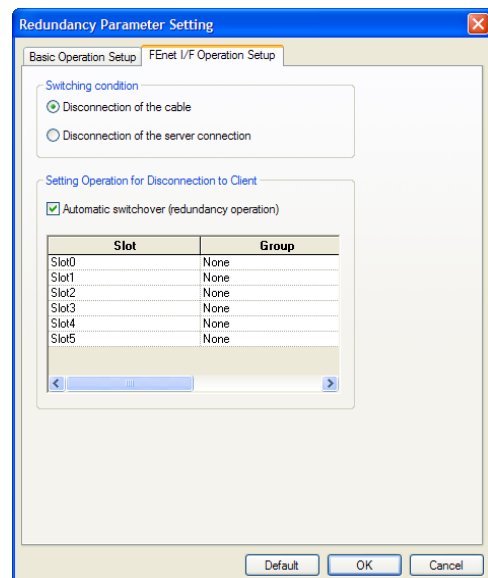 Redundancy Parameter Setting
Basic Operation Setup FEnet I/F Operation Setup
Switching condition
Disconnection of the cable
Disconnection of the server connection
Setting Operation for Disconnection to Client
Automatic switchover (redundancy operation)
Slot Group
Slot0 None
Slot1 None
Slot2 None
Slot3 None
Slot4 None
Slot5 None
Default OK Cancel